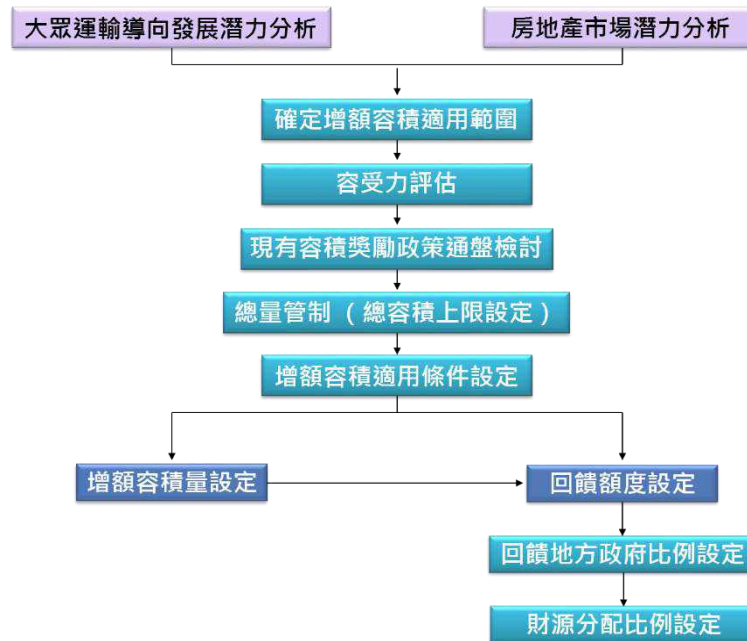 大眾運輸導向發展潛力分析
房地產市場潛力分析
確定增額容積適用範圍
容受力評估
現有容積獎勵政策通盤檢討
總量管制（總容積上限設定）
增額容積適用條件設定
增額容積量設定
回饋額度設定
回饋地方政府比例設定
財源分配比例設定